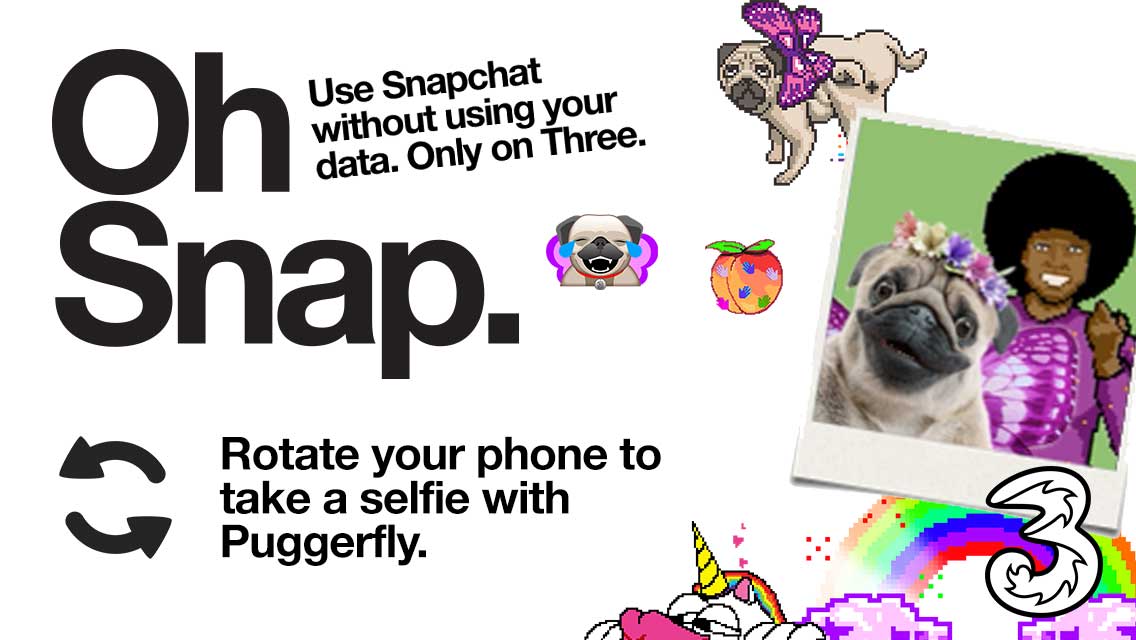 Oh
Snap.
Use Snapchat
without using your
data. Only on Three.
Rotate your phone to
take a selfie with
Puggerfly.
3